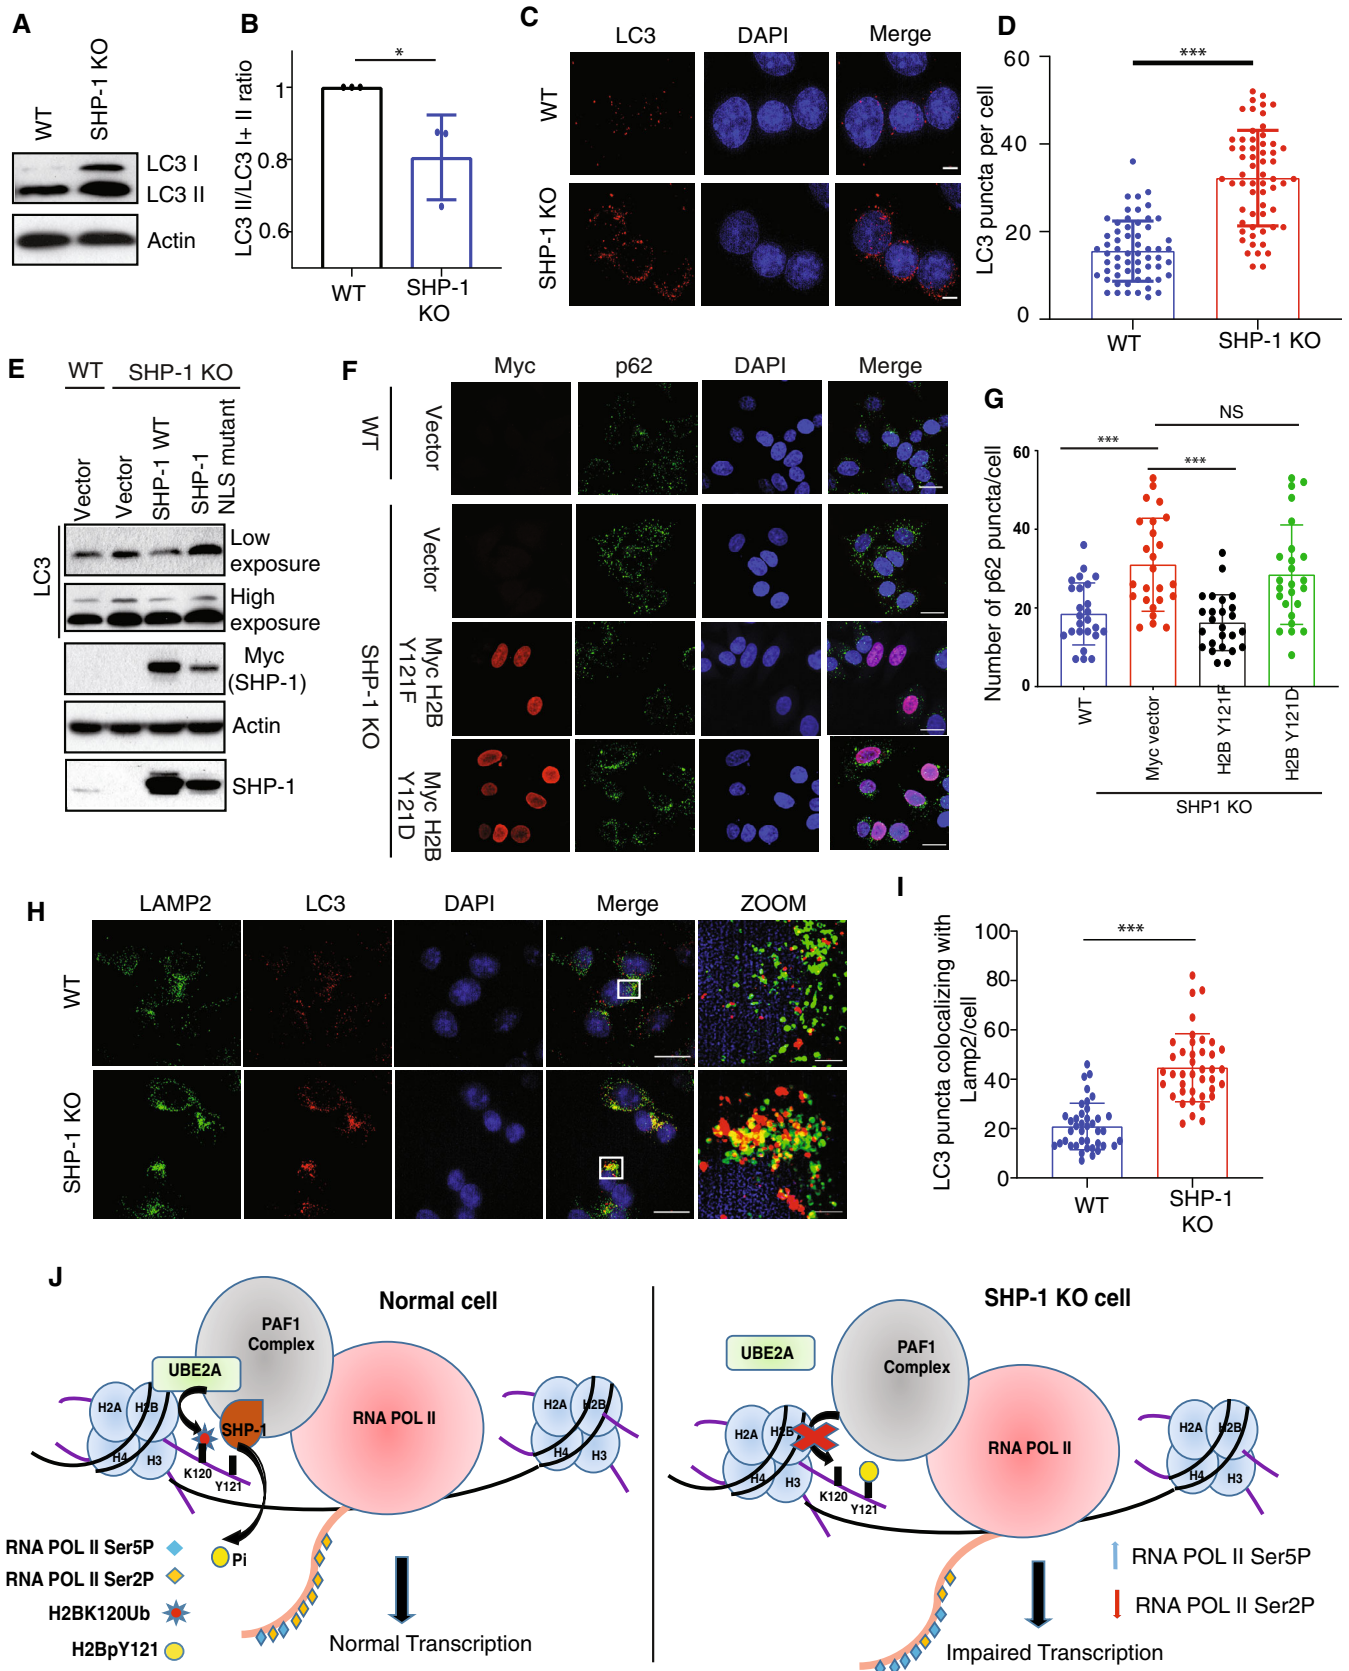 A
WT
SHP-1 KO
LC3 I
LC3 II
Actin
B
*
LC3 II/LC3 I+ II ratio
1
0.8
0.6
WT
SHP-1
KO
C
LC3
DAPI
Merge
WT
SHP-1 KO
D
***
LC3 puncta per cell
60
40
20
0
WT
SHP-1 KO
E
WT
SHP-1 KO
Vector
Vector
SHP-1 WT
SHP-1
NLS mutant
LC3
Low
exposure
High
exposure
Myc
(SHP-1)
Actin
SHP-1
F
Myc
p62
DAPI
Merge
WT
Vector
SHP-1 KO
Vector
Myc H2B
Y121F
Myc H2B
Y121D
G
NS
***
***
Number of p62 puncta/cell
60
40
20
0
WT
Myc vector
H2B Y121F
H2B Y121D
SHP1 KO
H
LAMP2
LC3
DAPI
Merge
ZOOM
WT
SHP-1 KO
I
***
LC3 puncta colocalizing with
Lamp2/cell
100
80
60
40
20
0
WT
SHP-1
KO
J
Normal cell
PAF1
Complex
UBE2A
SHP-1
RNA POL II
H2A
H2B
H4
H3
K120
Y121
H2A
H2B
H4
H3
Pi
RNA POL II Ser5P
RNA POL II Ser2P
H2BK120Ub
H2BpY121
Normal Transcription
SHP-1 KO cell
UBE2A
PAF1
Complex
RNA POL II
H2A
H2B
H4
H3
K120
Y121
H2A
H2B
H4
H3
RNA POL II Ser5P
RNA POL II Ser2P
Impaired Transcription